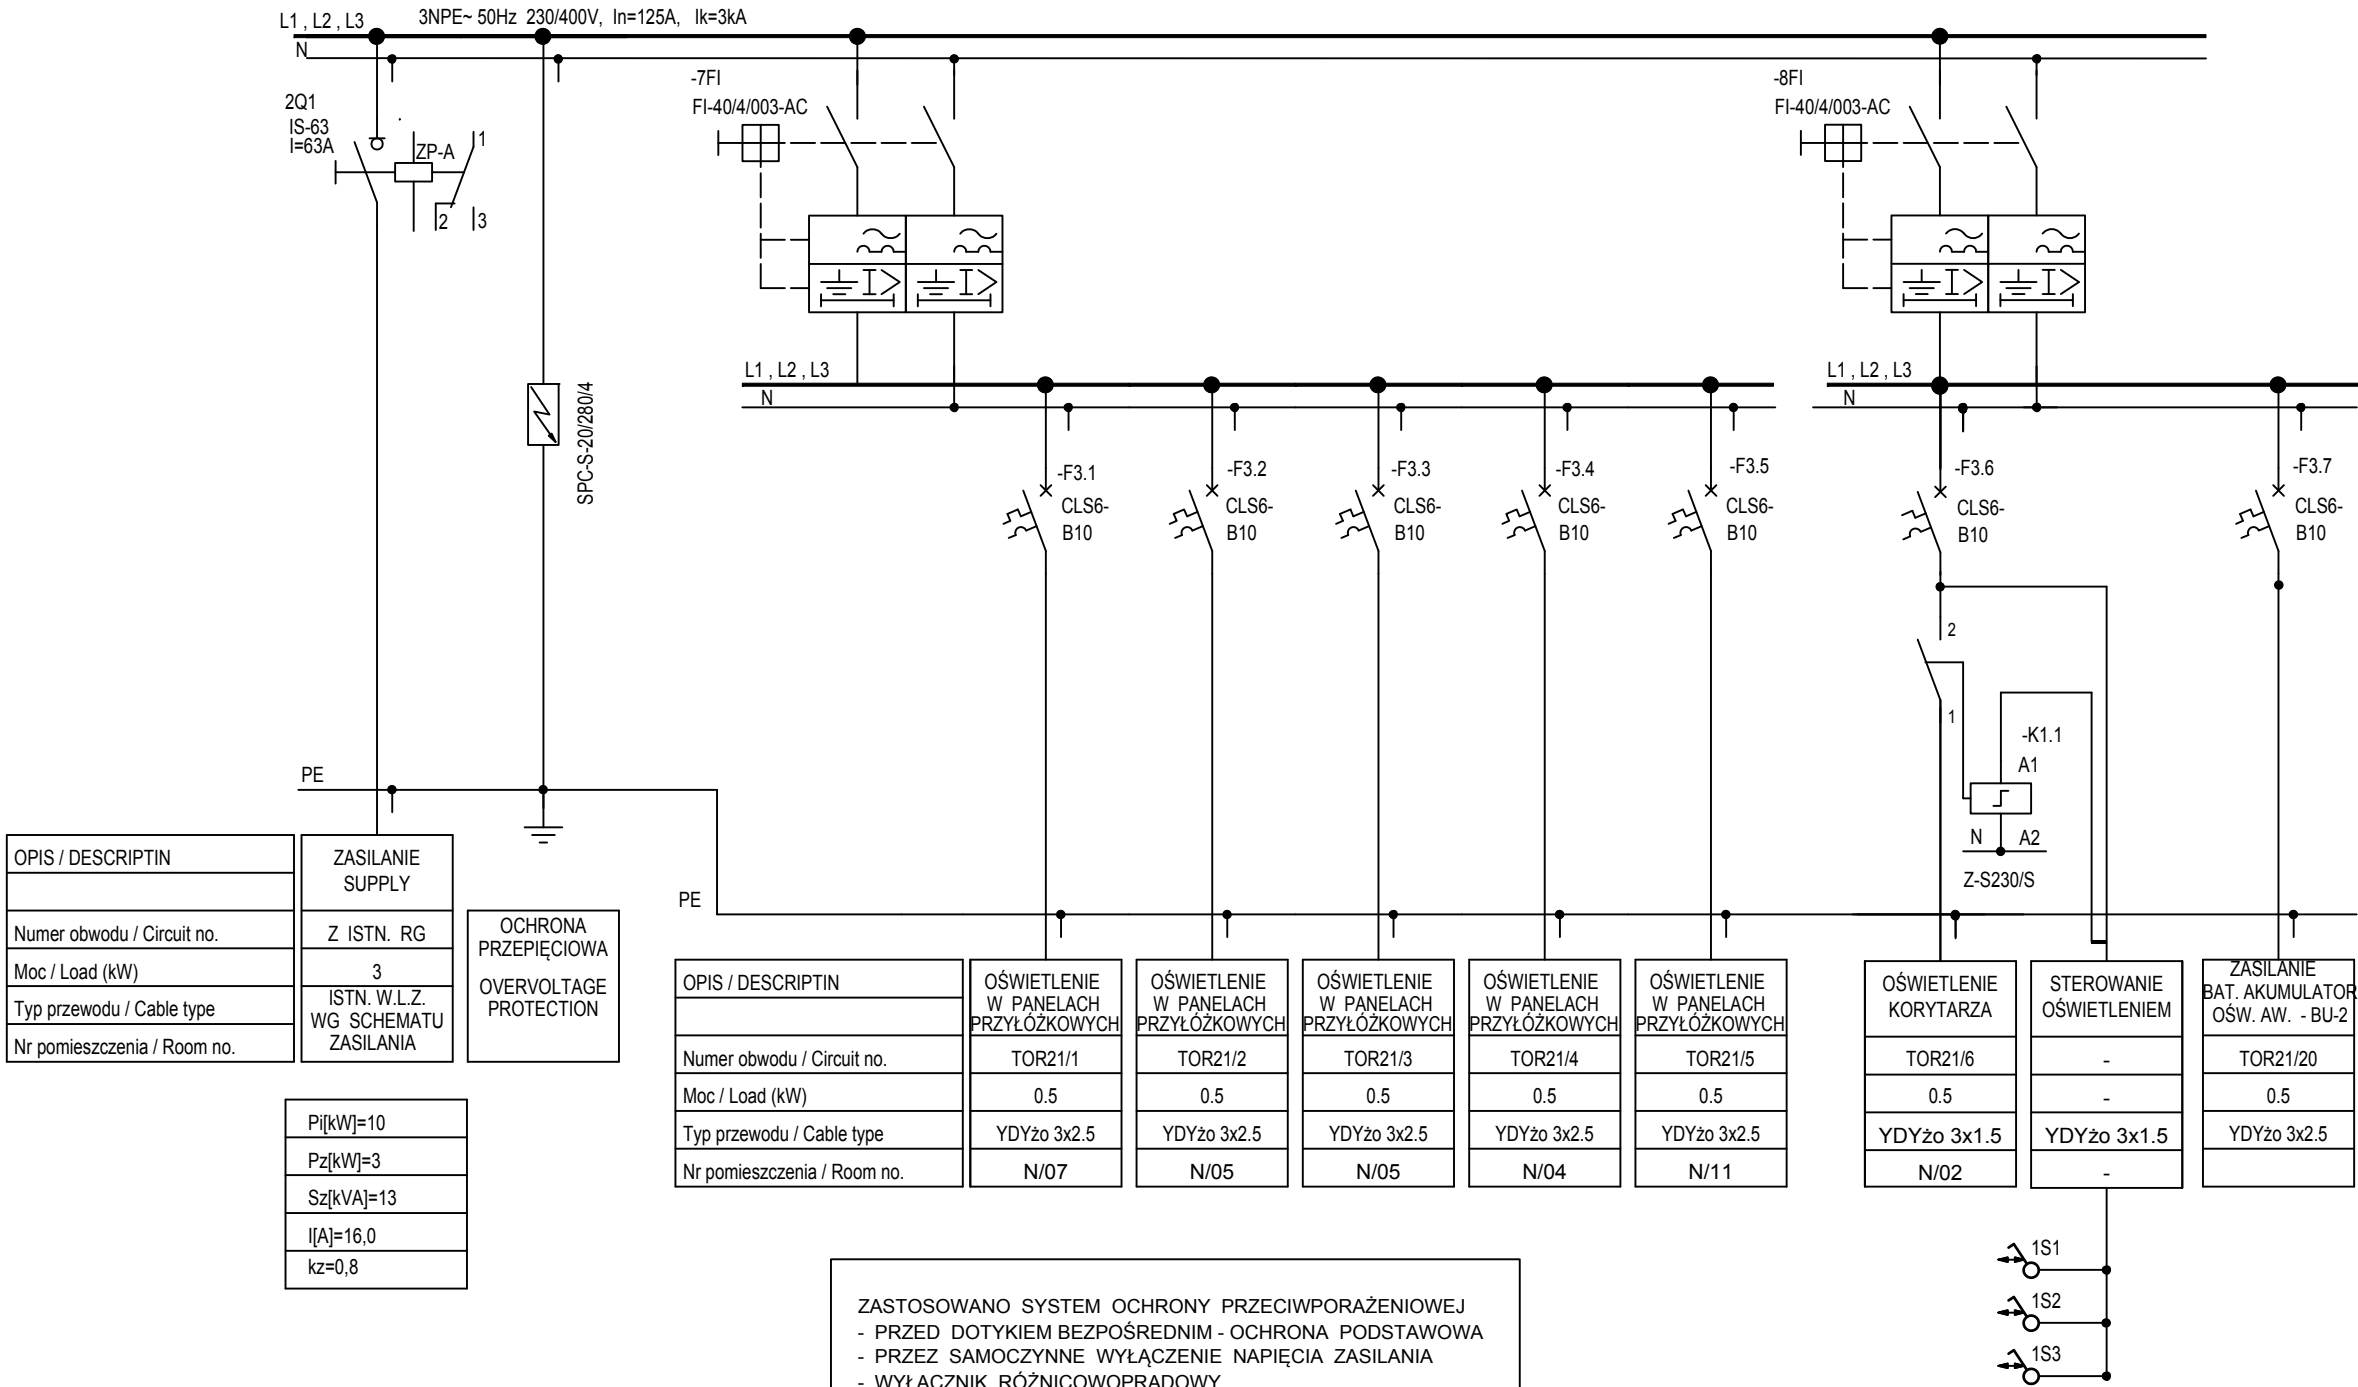 L1 , L2 , L3
3NPE~ 50Hz 230/400V, In=125A, Ik=3kA
N
2Q1
IS-63
I=63A
ZP-A
1
2
3
SPC-S-20/280/4
-7FI
FI-40/4/003-AC
-8FI
FI-40/4/003-AC
L1 , L2 , L3
N
L1 , L2 , L3
N
-F3.1
CLS6-
B10
-F3.2
CLS6-
B10
-F3.3
CLS6-
B10
-F3.4
CLS6-
B10
-F3.5
CLS6-
B10
-F3.6
CLS6-
B10
-F3.7
CLS6-
B10
2
1
-K1.1
A1
N
A2
Z-S230/S
PE
PE
OPIS / DESCRIPTIN
Numer obwodu / Circuit no.
Moc / Load (kW)
Typ przewodu / Cable type
Nr pomieszczenia / Room no.
ZASILANIE
SUPPLY
Z ISTN. RG
3
ISTN. W.L.Z.
WG SCHEMATU
ZASILANIA
OCHRONA
PRZEPIĘCIOWA
OVERVOLTAGE
PROTECTION
Pi[kW]=10
Pz[kW]=3
Sz[kVA]=13
I[A]=16,0
kz=0,8
OPIS / DESCRIPTIN
Numer obwodu / Circuit no.
Moc / Load (kW)
Typ przewodu / Cable type
Nr pomieszczenia / Room no.
OŚWIETLENIE
W PANELACH
PRZYŁÓŻKOWYCH
TOR21/1
0.5
YDYżo 3x2.5
N/07
OŚWIETLENIE
W PANELACH
PRZYŁÓŻKOWYCH
TOR21/2
0.5
YDYżo 3x2.5
N/05
OŚWIETLENIE
W PANELACH
PRZYŁÓŻKOWYCH
TOR21/3
0.5
YDYżo 3x2.5
N/05
OŚWIETLENIE
W PANELACH
PRZYŁÓŻKOWYCH
TOR21/4
0.5
YDYżo 3x2.5
N/04
OŚWIETLENIE
W PANELACH
PRZYŁÓŻKOWYCH
TOR21/5
0.5
YDYżo 3x2.5
N/11
OŚWIETLENIE
KORYTARZA
TOR21/6
0.5
YDYżo 3x1.5
N/02
STEROWANIE
OŚWIETLENIEM
-
-
YDYżo 3x1.5
-
ZASILANIE
BAT. AKUMULATOR
OŚW. AW. - BU-2
TOR21/20
0.5
YDYżo 3x2.5
1S1
1S2
1S3
ZASTOSOWANO SYSTEM OCHRONY PRZECIWPORAŻENIOWEJ
- PRZED DOTYKIEM BEZPOŚREDNIM - OCHRONA PODSTAWOWA
- PRZEZ SAMOCZYNNE WYŁĄCZENIE NAPIĘCIA ZASILANIA
- WYŁĄCZNIK RÓŻNICOWOPRĄDOWY